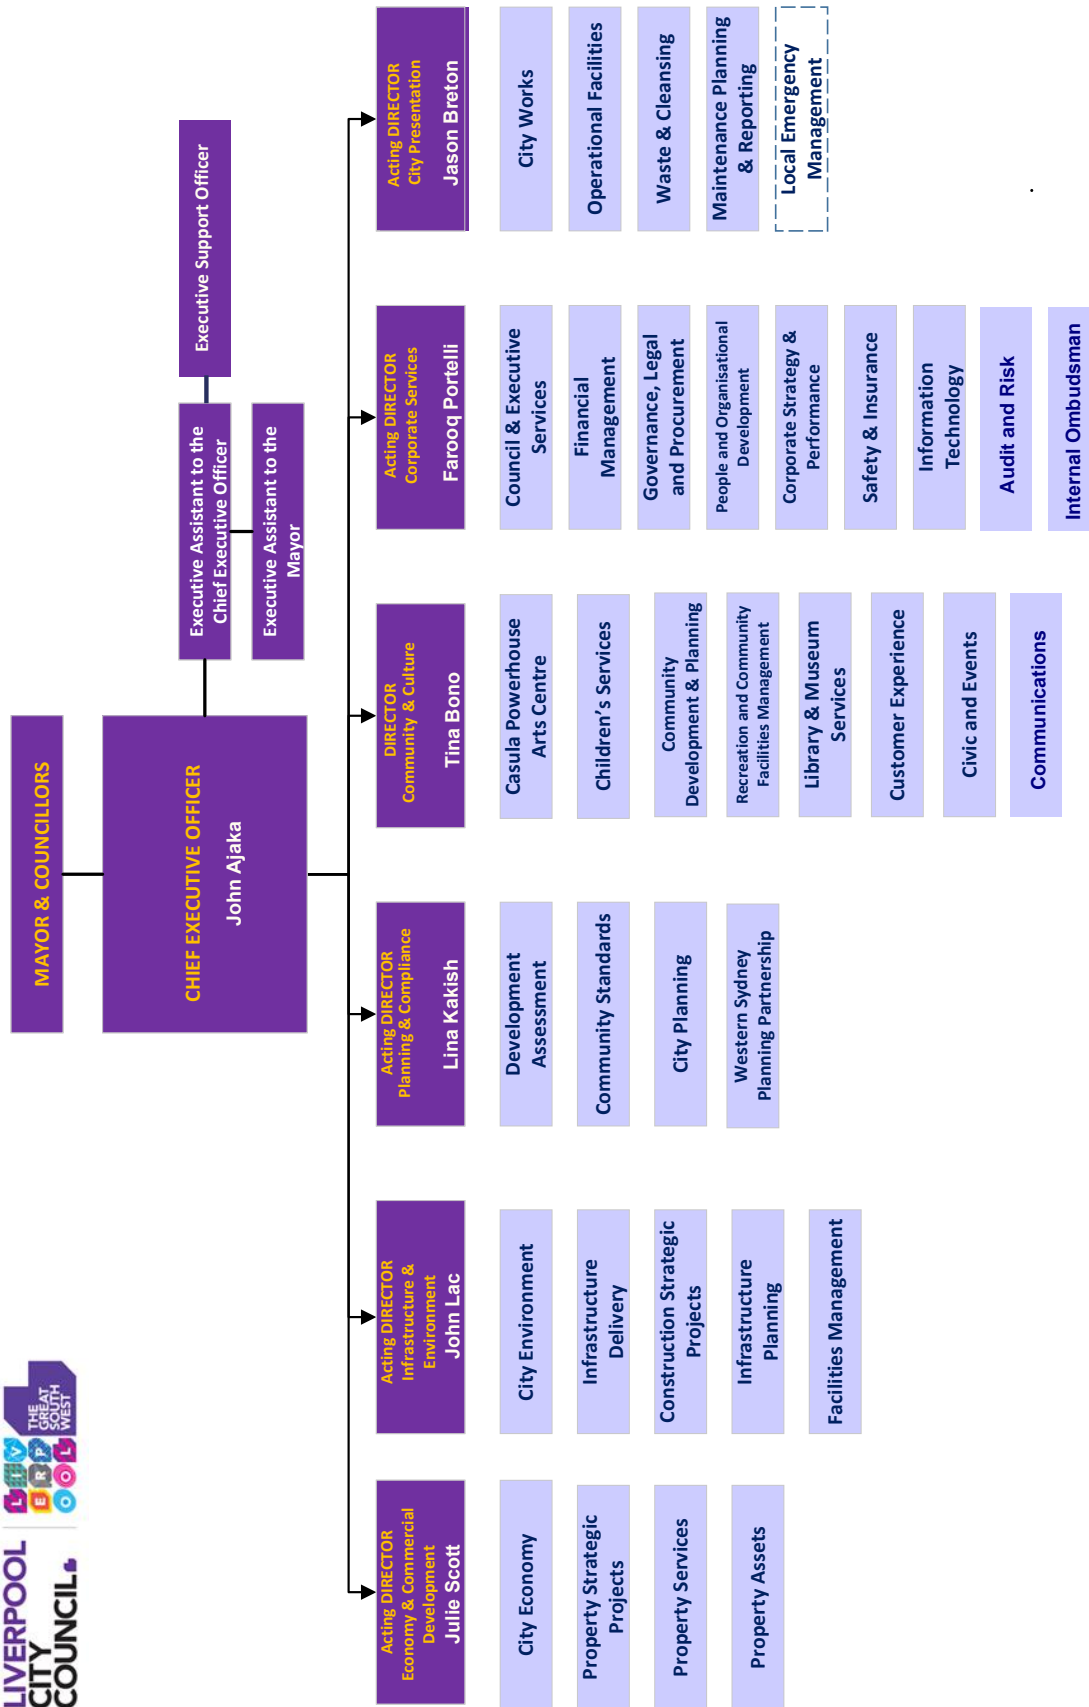 LIVERPOOL
CITY
COUNCIL
LIV
ERP
OOL
THE
GREAT
SOUTH
WEST
MAYOR & COUNCILLORS
CHIEF EXECUTIVE OFFICER
John Ajaka
Executive Assistant to the
Chief Executive Officer
Executive Support Officer
Executive Assistant to the
Mayor
Acting DIRECTOR
Economy & Commercial
Development
Julie Scott
City Economy
Property Strategic
Projects
Property Services
Property Assets
Acting DIRECTOR
Infrastructure &
Environment
John Lac
City Environment
Infrastructure
Delivery
Construction Strategic
Projects
Infrastructure
Planning
Facilities Management
Acting DIRECTOR
Planning & Compliance
Lina Kakish
Development
Assessment
Community Standards
City Planning
Western Sydney
Planning Partnership
DIRECTOR
Community & Culture
Tina Bono
Casula Powerhouse
Arts Centre
Children's Services
Community
Development & Planning
Recreation and Community
Facilities Management
Library & Museum
Services
Customer Experience
Civic and Events
Communications
Acting DIRECTOR
Corporate Services
Farooq Portelli
Council & Executive
Services
Financial
Management
Governance, Legal
and Procurement
People and Organisational
Development
Corporate Strategy &
Performance
Safety & Insurance
Information
Technology
Audit and Risk
Internal Ombudsman
Acting DIRECTOR
City Presentation
Jason Breton
City Works
Operational Facilities
Waste & Cleansing
Maintenance Planning
& Reporting
Local Emergency
Management
.